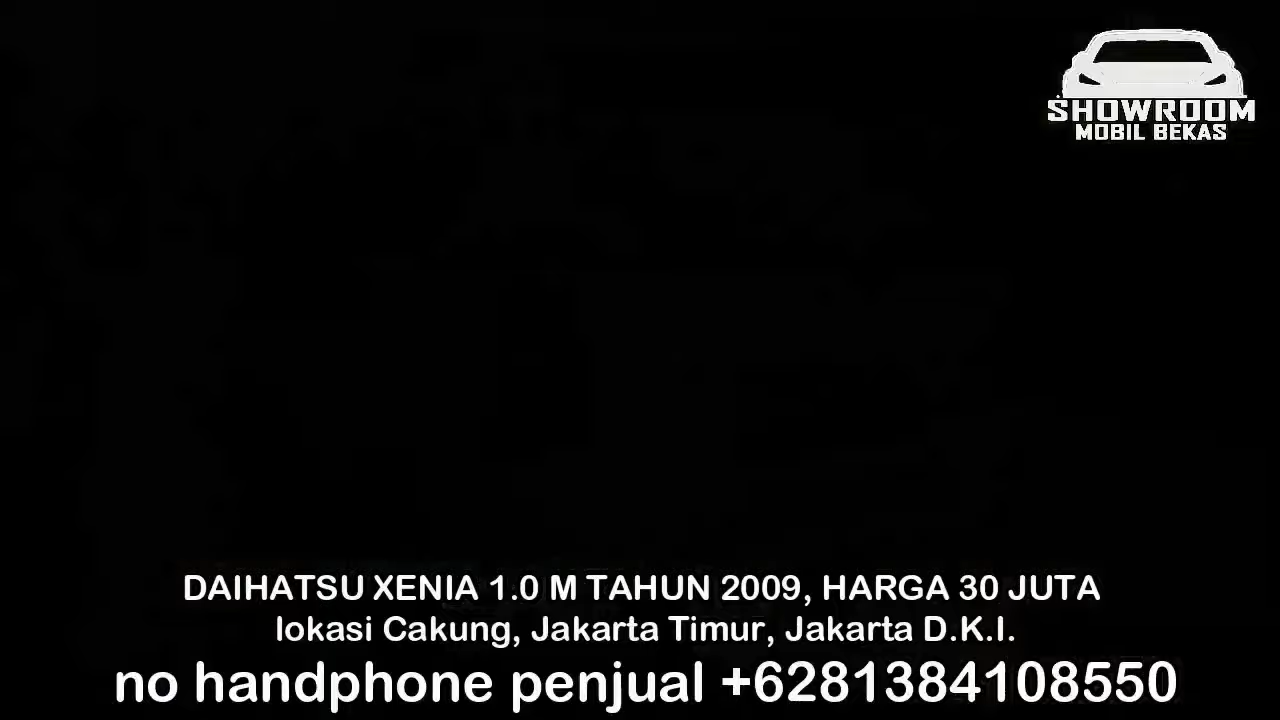 SHOWROOM
MOBIL BEKAS
DAIHATSU XENIA 1.0 M TAHUN 2009, HARGA 30 JUTA
lokasi Cakung, Jakarta Timur, Jakarta D.K.I.
no handphone penjual +6281384108550